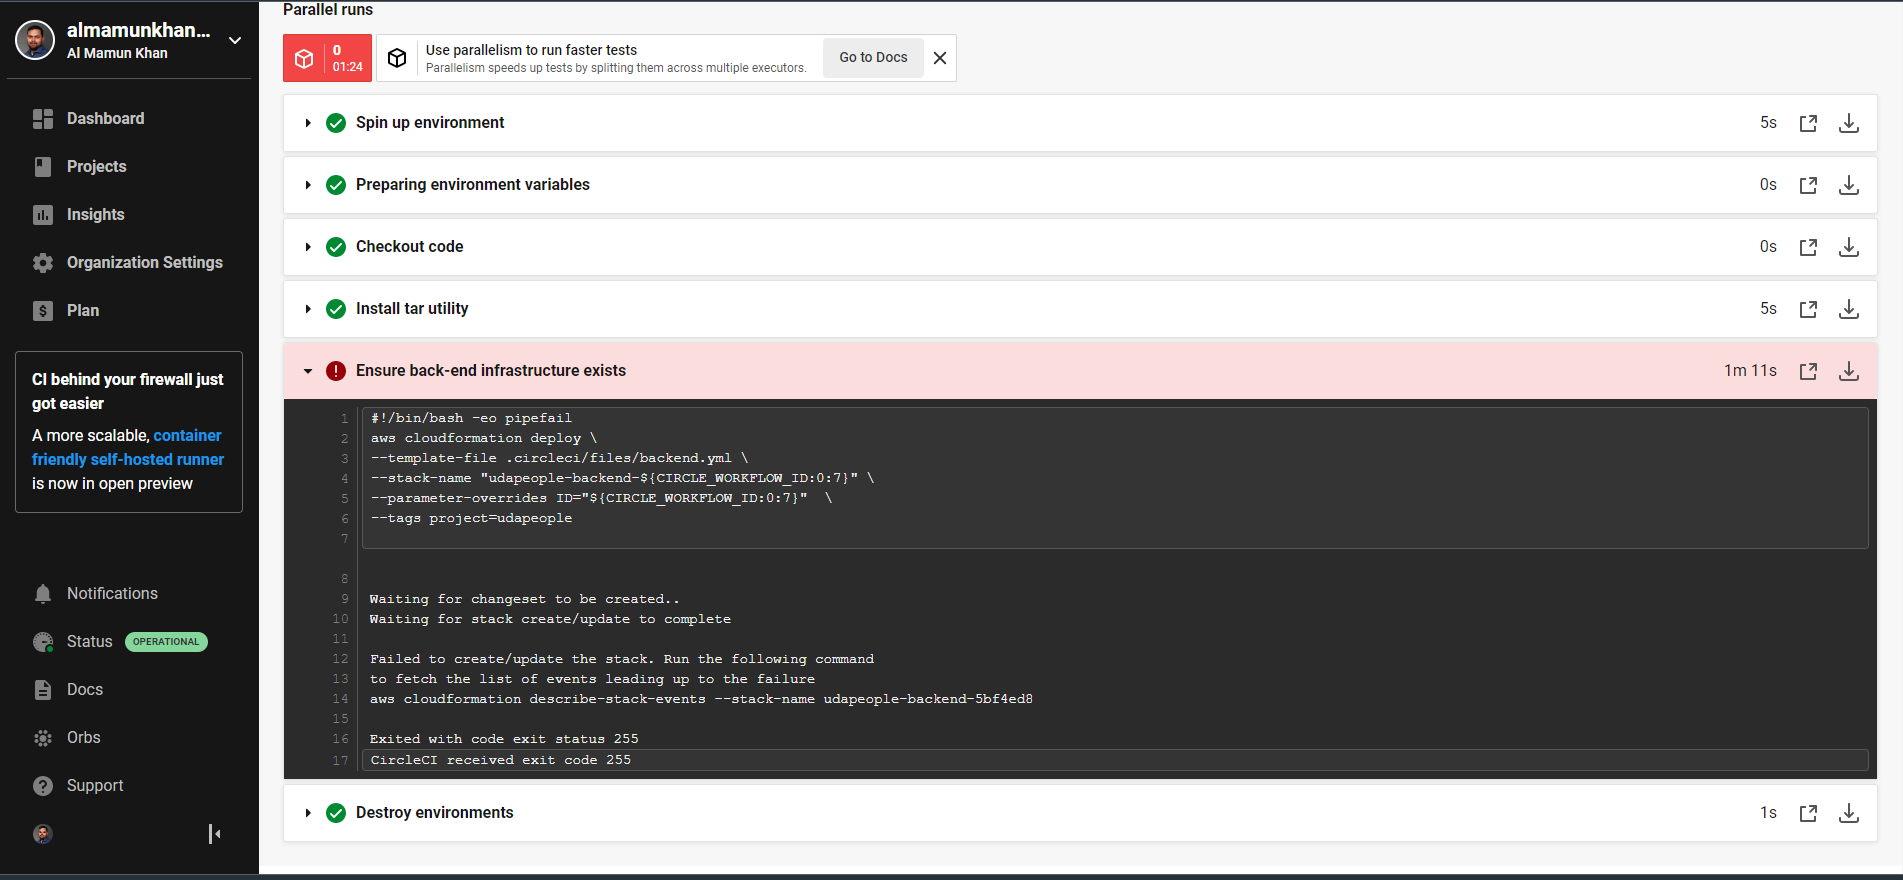 almamunkhan...
Al Mamun Khan
Dashboard
Projects
Insights
Organization Settings
Plan
CI behind your firewall just
got easier
A more scalable, container
friendly self-hosted runner
is now in open preview
Notifications
Status OPERATIONAL
Docs
Orbs
Support
Parallel runs
0
01:24
Use parallelism to run faster tests
Parallelism speeds up tests by splitting them across multiple executors.
Go to Docs
Spin up environment 5s
Preparing environment variables 0s
Checkout code 0s
Install tar utility 5s
Ensure back-end infrastructure exists 1m 11s
1 #!/bin/bash -eo pipefail
2 aws cloudformation deploy \
3 --template-file .circleci/files/backend.yml \
4 --stack-name "udapeople-backend-${CIRCLE_WORKFLOW_ID:0:7}" \
5 --parameter-overrides ID="${CIRCLE_WORKFLOW_ID:0:7}"  \
6 --tags project=udapeople
7
8
9 Waiting for changeset to be created..
10 Waiting for stack create/update to complete
11
12 Failed to create/update the stack. Run the following command
13 to fetch the list of events leading up to the failure
14 aws cloudformation describe-stack-events --stack-name udapeople-backend-5bf4ed8
15
16 Exited with code exit status 255
17 CircleCI received exit code 255
Destroy environments 1s